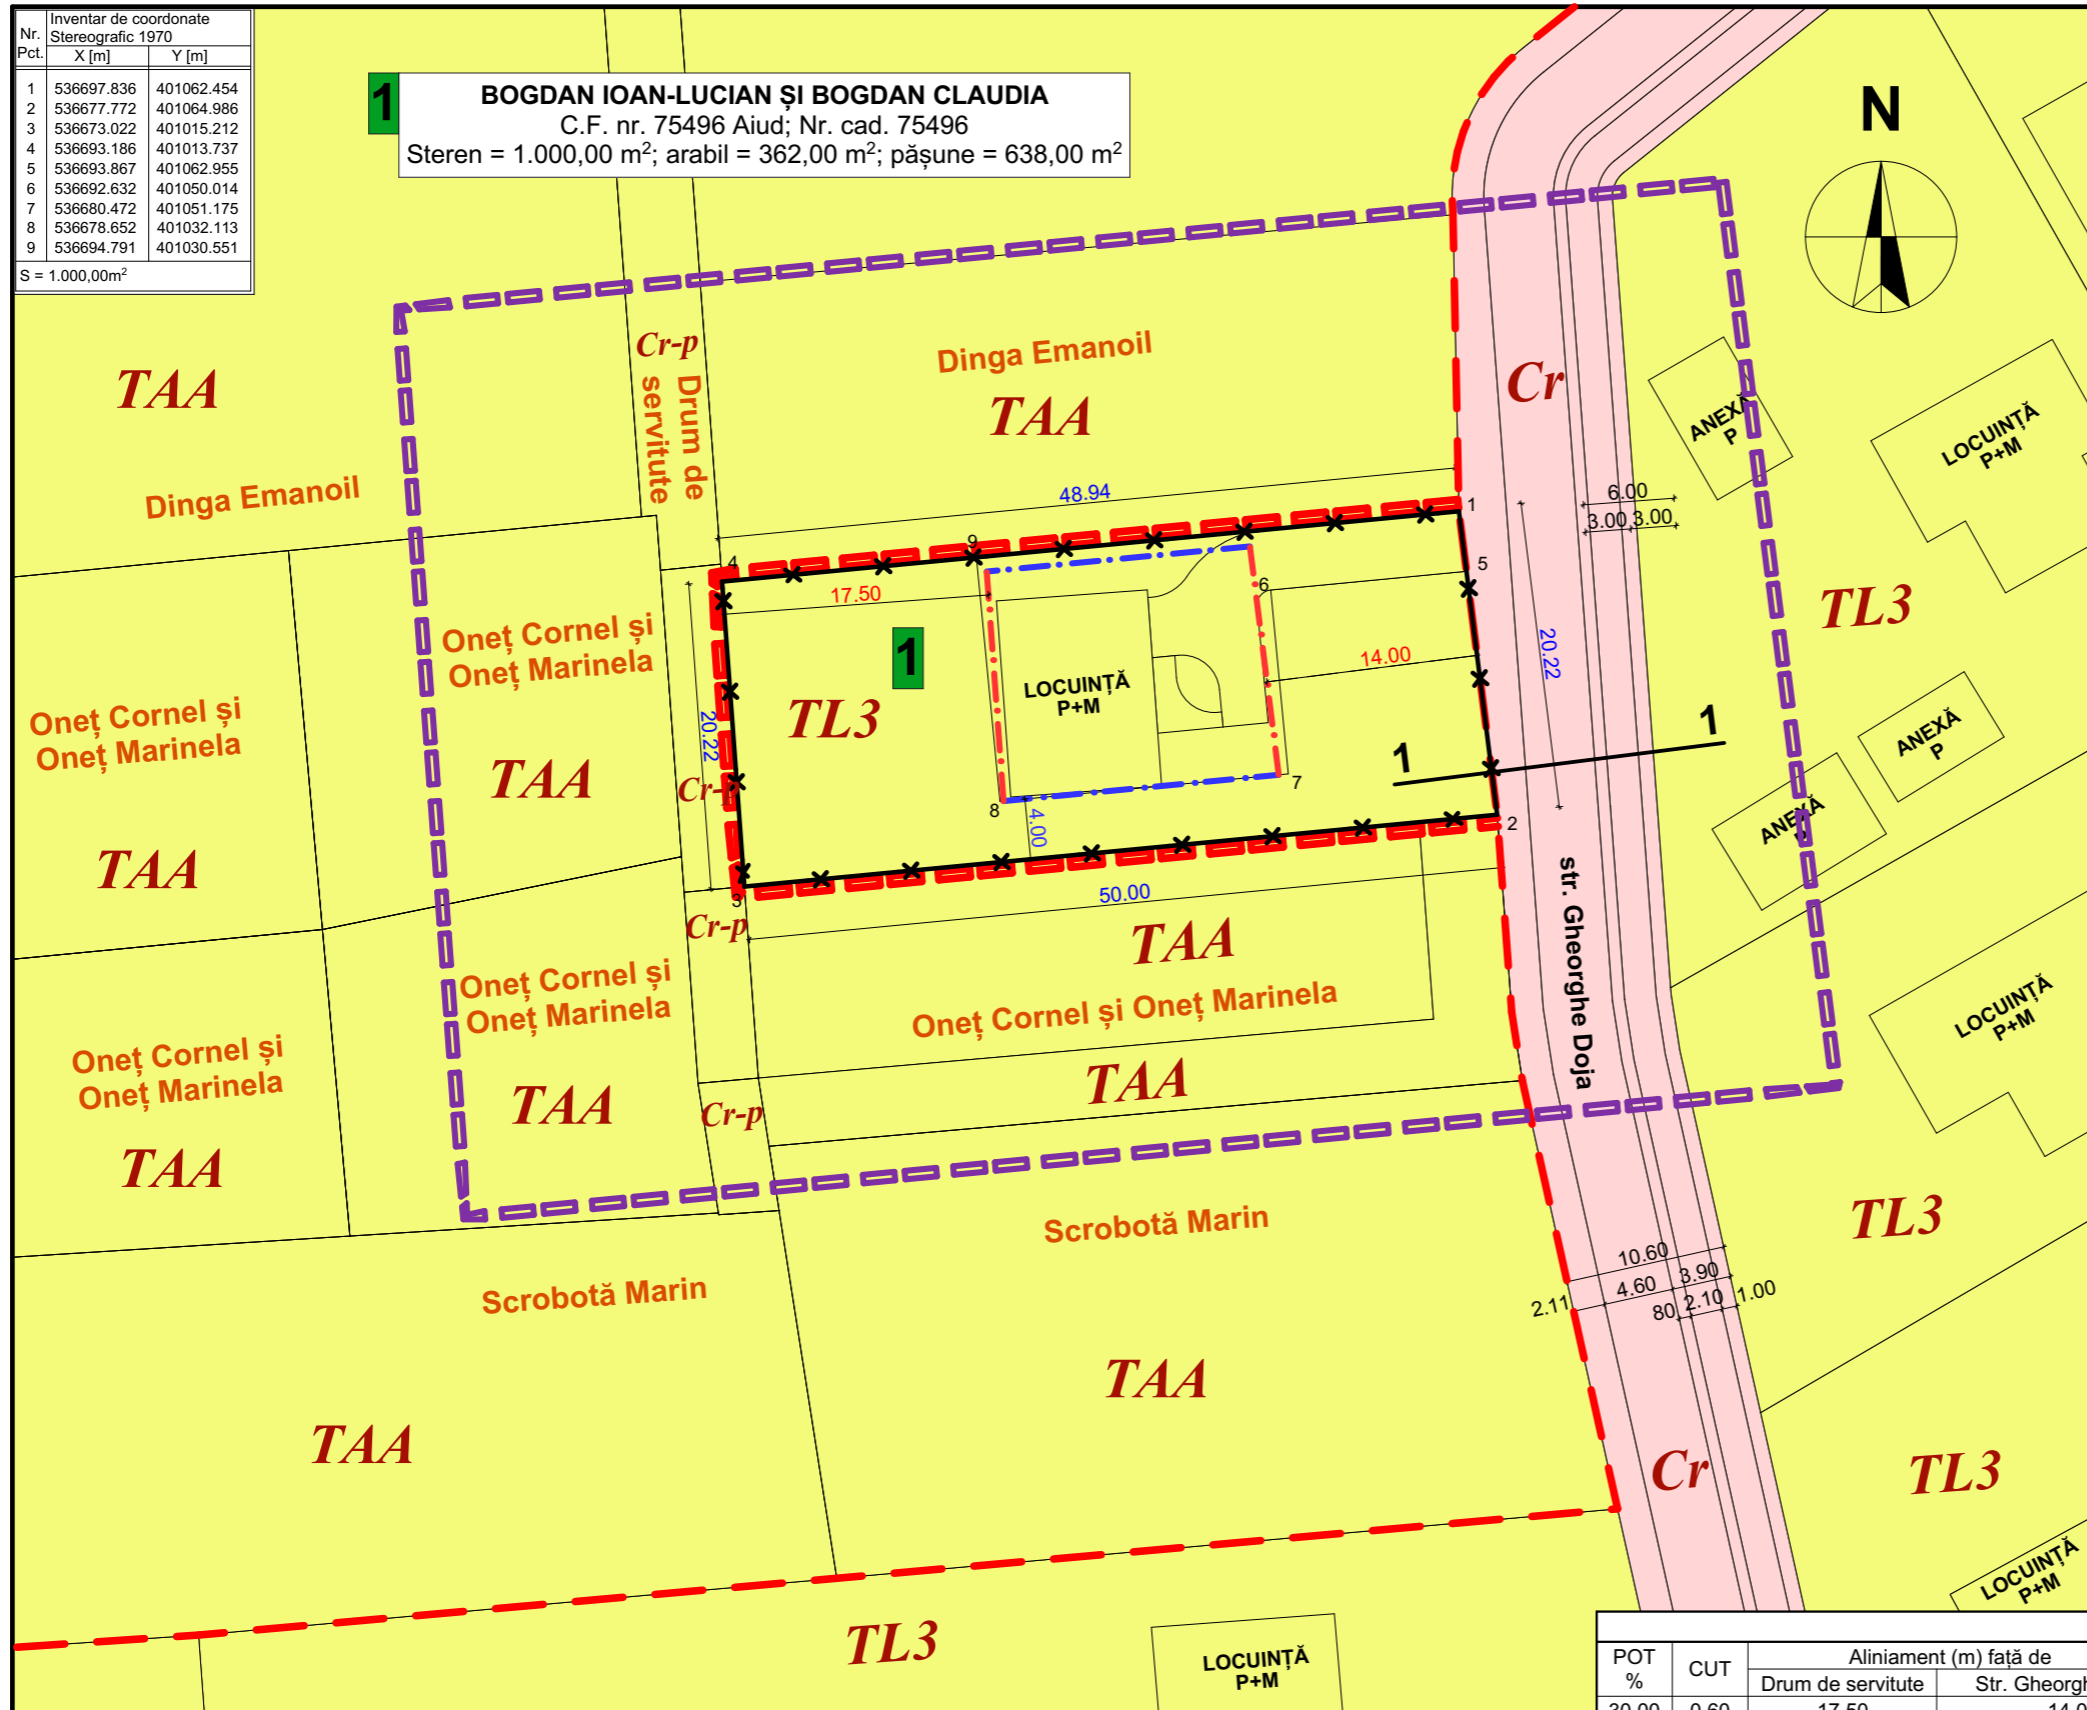 Nr. Pct.
Inventar de coordonate
Stereografic 1970
X [m] Y [m]
1 536697.836 401062.454
2 536677.772 401064.986
3 536673.022 401015.212
4 536693.186 401013.737
5 536693.867 401062.955
6 536692.632 401050.014
7 536680.472 401051.175
8 536678.652 401032.113
9 536694.791 401030.551
S = 1.000,00m²
1
BOGDAN IOAN-LUCIAN ȘI BOGDAN CLAUDIA
C.F. nr. 75496 Aiud; Nr. cad. 75496
Steren = 1.000,00 m²; arabil = 362,00 m²; pășune = 638,00 m²
N
TAA
Dinga Emanoil
Cr-p
Drum de
servitute
Dinga Emanoil
TAA
Cr
ANEXĂ
P
LOCUINȚĂ
P+M
48.94
6.00
3.00 3.00
1
9
4
5
6
17.50
1
TL3
LOCUINȚĂ
P+M
14.00
20.22
20.22
TL3
Oneț Cornel și
Oneț Marinela
TAA
Oneț Cornel și
Oneț Marinela
TAA
Cr-p
8
7
4.00
1
1
2
3
50.00
ANEXĂ
P
ANEXĂ
P
str. Gheorghe Doja
Cr-p
TAA
Oneț Cornel și Oneț Marinela
TAA
Oneț Cornel și
Oneț Marinela
TAA
Oneț Cornel și
Oneț Marinela
TAA
Cr-p
LOCUINȚĂ
P+M
TL3
Scrobotă Marin
Scrobotă Marin
10.60
4.60 3.90
2.11
80 2.10 1.00
TAA
TAA
Cr
TL3
LOCUINȚĂ
P+M
TL3
LOCUINȚĂ
P+M
POT
%
CUT
Aliniament (m) față de
Drum de servitute Str. Gheorgh
30.00 0.60 17.50 14.0